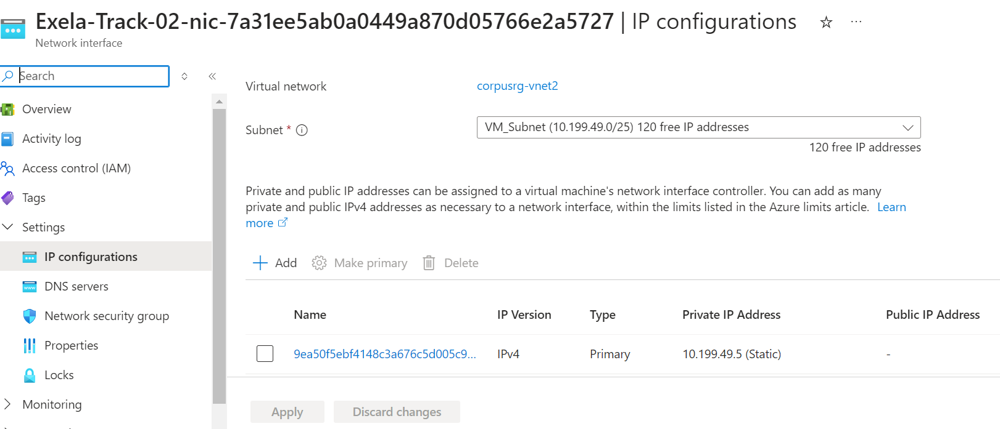 Exela-Track-02-nic-7a31ee5ab0a0449a870d05766e2a5727 | IP configurations
Network interface
Search
Overview
Activity log
Access control (IAM)
Tags
Settings
IP configurations
DNS servers
Network security group
Properties
Locks
Monitoring
Virtual network
corpusrg-vnet2
Subnet *
VM_Subnet (10.199.49.0/25) 120 free IP addresses
120 free IP addresses
Private and public IP addresses can be assigned to a virtual machine's network interface controller. You can add as many
private and public IPv4 addresses as necessary to a network interface, within the limits listed in the Azure limits article. Learn
more
Add Make primary Delete
Name IP Version Type Private IP Address Public IP Address
9ea50f5ebf4148c3a676c5d005c9... IPv4 Primary 10.199.49.5 (Static) -
Apply Discard changes